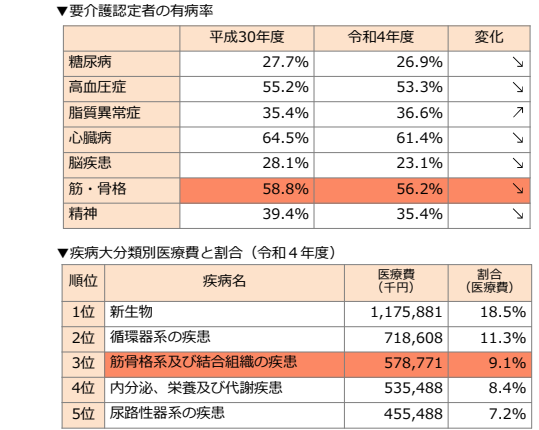 ▼要介護認定者の有病率
平成30年度 令和4年度 変化
糖尿病 27.7% 26.9% ↘
高血圧症 55.2% 53.3% ↘
脂質異常症 35.4% 36.6% ↗
心臓病 64.5% 61.4% ↘
脳疾患 28.1% 23.1% ↘
筋・骨格 58.8% 56.2% ↘
精神 39.4% 35.4% ↘
▼疾病大分類別医療費と割合（令和４年度）
順位 疾病名 医療費（千円） 割合（医療費）
1位 新生物 1,175,881 18.5%
2位 循環器系の疾患 718,608 11.3%
3位 筋骨格系及び結合組織の疾患 578,771 9.1%
4位 内分泌、栄養及び代謝疾患 535,488 8.4%
5位 尿路性器系の疾患 455,488 7.2%